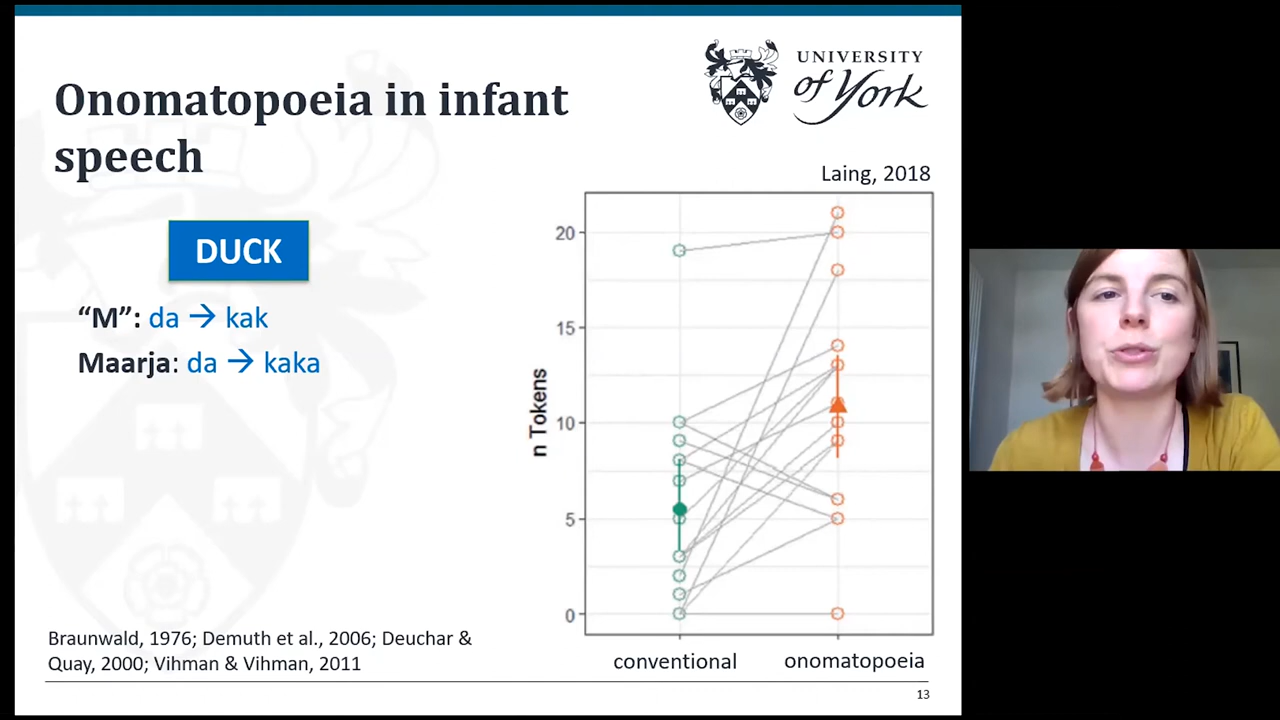 UNIVERSITY
of York
Onomatopoeia in infant
speech
Laing, 2018
DUCK
“M”: da → kak
Maarja: da → kaka
20
15
10
5
0
n Tokens
conventional
onomatopoeia
Braunwald, 1976; Demuth et al., 2006; Deuchar &
Quay, 2000; Vihman & Vihman, 2011
13